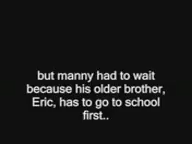 but manny had to wait
because his older brother,
Eric, has to go to school
first..